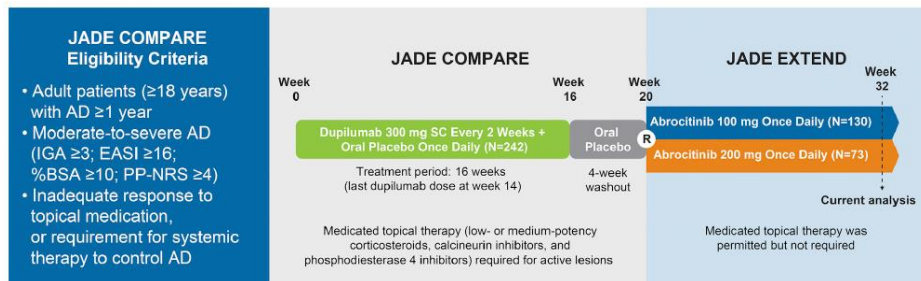 JADE COMPARE
Eligibility Criteria
• Adult patients (≥18 years)
with AD ≥1 year
• Moderate-to-severe AD
(IGA ≥3; EASI ≥16;
%BSA ≥10; PP-NRS ≥4)
• Inadequate response to
topical medication,
or requirement for systemic
therapy to control AD
JADE COMPARE
Week
0
Week
16
Week
20
Dupilumab 300 mg SC Every 2 Weeks +
Oral Placebo Once Daily (N=242)
Oral
Placebo
R
Treatment period: 16 weeks
(last dupilumab dose at week 14)
4-week
washout
Medicated topical therapy (low- or medium-potency
corticosteroids, calcineurin inhibitors, and
phosphodiesterase 4 inhibitors) required for active lesions
JADE EXTEND
Week
32
Abrocitinib 100 mg Once Daily (N=130)
Abrocitinib 200 mg Once Daily (N=73)
Current analysis
Medicated topical therapy was
permitted but not required